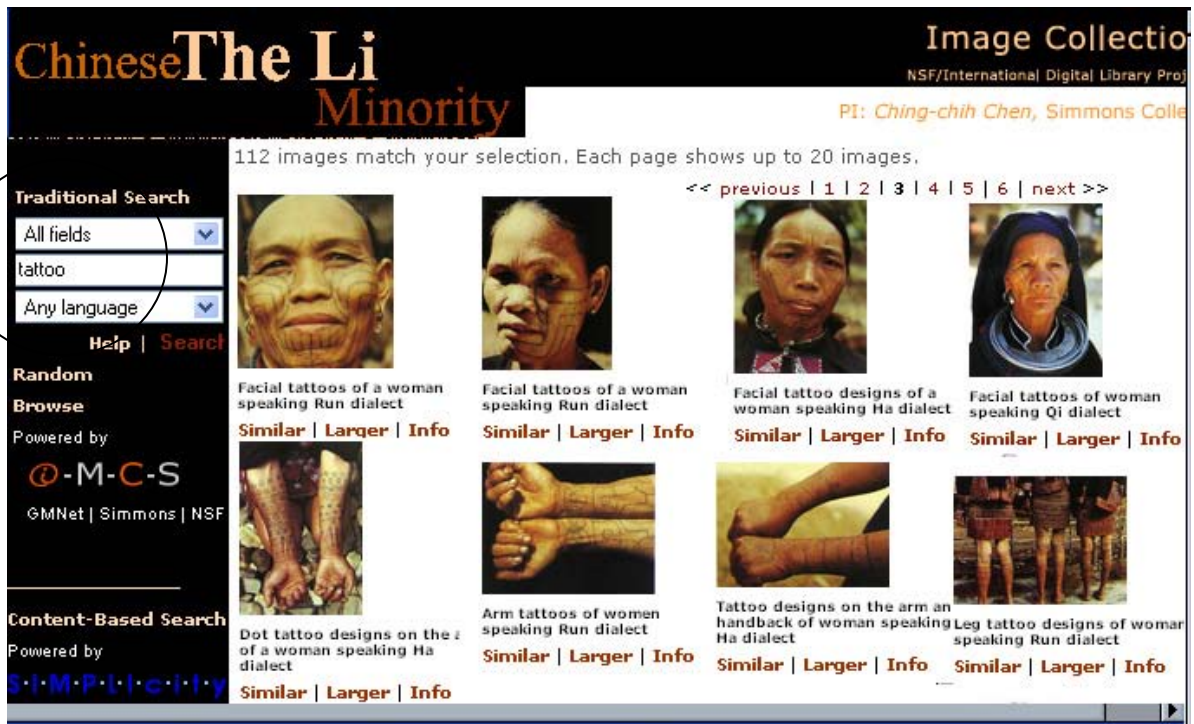 ChineseThe Li
Minority
Image Collectio
NSF/International Digital Library Proj
PI: Ching-chih Chen, Simmons Colle
112 images match your selection. Each page shows up to 20 images.
<< previous | 1 | 2 | 3 | 4 | 5 | 6 | next >>
Traditional Search
All fields
tattoo
Any language
Help | Search
Random
Browse
Powered by
i-M-C-S
GMNet | Simmons | NSF
Content-Based Search
Powered by
S·I·M·P·L·I·c·i·t·y
Facial tattoos of a woman
speaking Run dialect
Similar | Larger | Info
Facial tattoos of a woman
speaking Run dialect
Similar | Larger | Info
Facial tattoo designs of a
woman speaking Ha dialect
Similar | Larger | Info
Facial tattoos of woman
speaking Qi dialect
Similar | Larger | Info
Dot tattoo designs on the a
of a woman speaking Ha
dialect
Similar | Larger | Info
Arm tattoos of women
speaking Run dialect
Similar | Larger | Info
Tattoo designs on the arm an
handback of woman speaking
Ha dialect
Similar | Larger | Info
Leg tattoo designs of womar
speaking Run dialect
Similar | Larger | Info